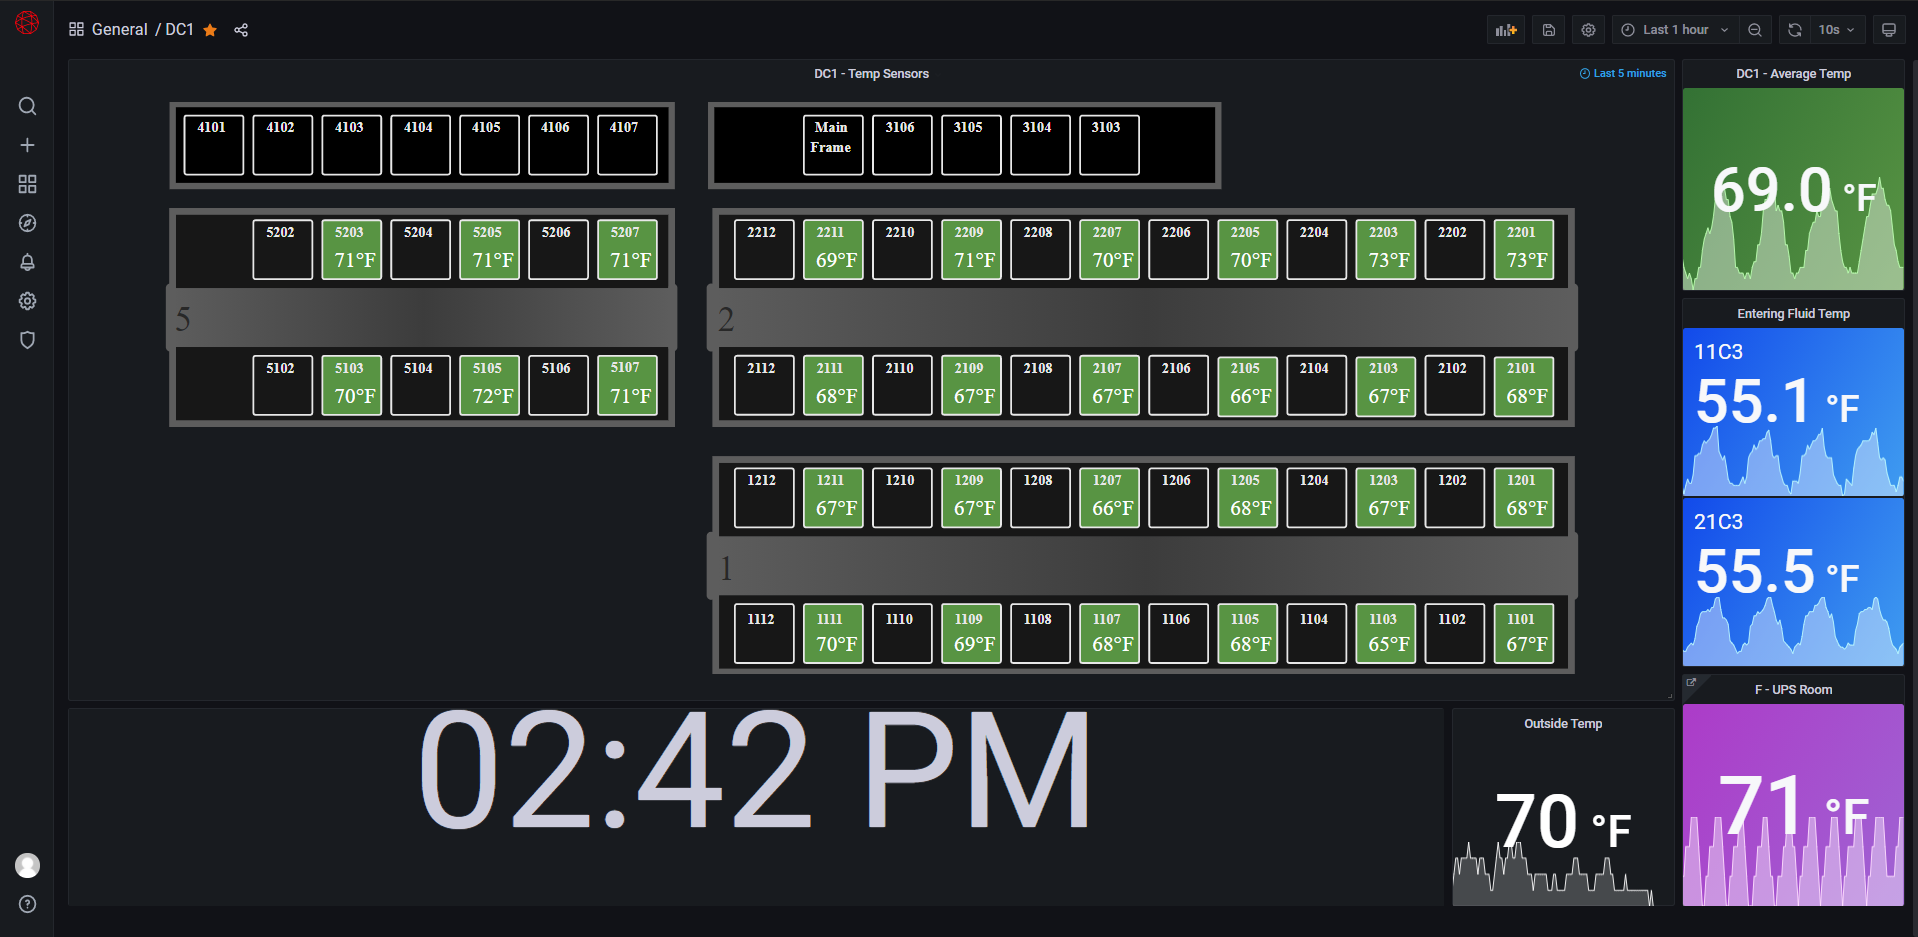 General / DC1
Last 1 hour
10s
DC1 - Temp Sensors
Last 5 minutes
4101 4102 4103 4104 4105 4106 4107
Main Frame 3106 3105 3104 3103
5202 5203 5204 5205 5206 5207
71°F 71°F 71°F
5
5102 5103 5104 5105 5106 5107
70°F 72°F 71°F
2212 2211 2210 2209 2208 2207 2206 2205 2204 2203 2202 2201
69°F 71°F 70°F 70°F 73°F 73°F
2
2112 2111 2110 2109 2108 2107 2106 2105 2104 2103 2102 2101
68°F 67°F 67°F 66°F 67°F 68°F
1212 1211 1210 1209 1208 1207 1206 1205 1204 1203 1202 1201
67°F 67°F 66°F 68°F 67°F 68°F
1
1112 1111 1110 1109 1108 1107 1106 1105 1104 1103 1102 1101
70°F 69°F 68°F 68°F 65°F 67°F
DC1 - Average Temp
69.0 °F
Entering Fluid Temp
11C3
55.1 °F
21C3
55.5 °F
F - UPS Room
71 °F
02:42 PM
Outside Temp
70 °F